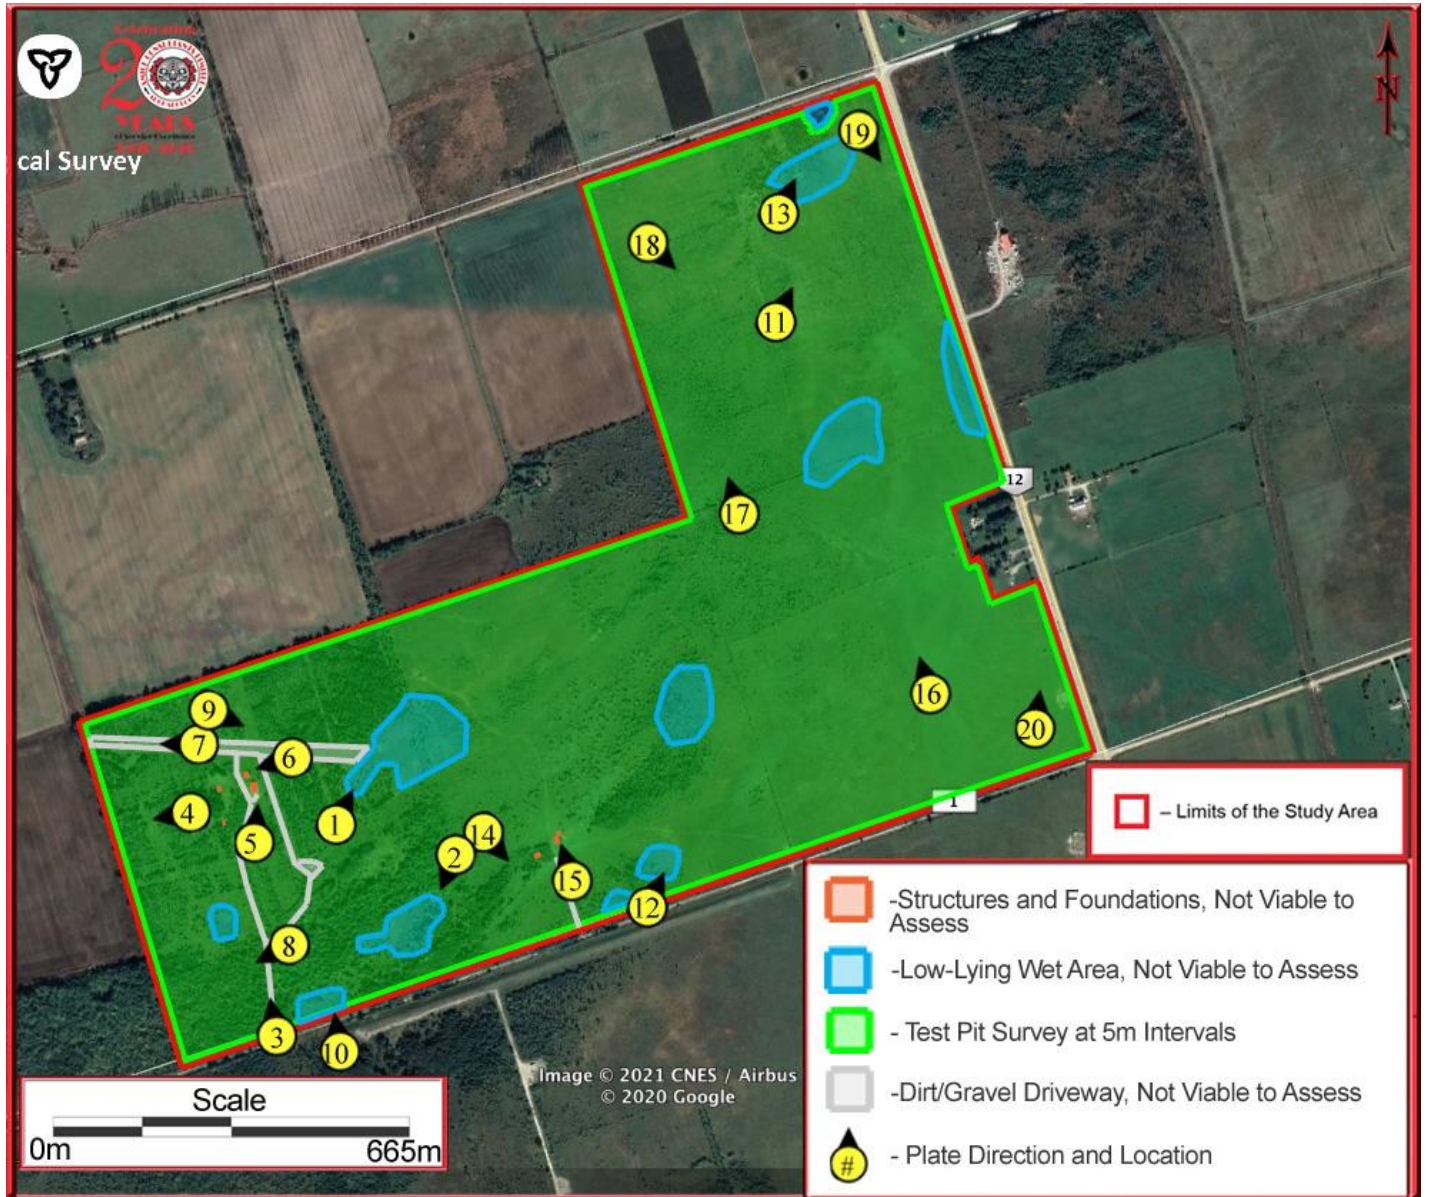 20
YEARS
cal Survey
N
19
13
18
11
12
17
16
20
9
7
6
4
5
1
14
2
15
12
8
3
10
1
– Limits of the Study Area
-Structures and Foundations, Not Viable to
Assess
-Low-Lying Wet Area, Not Viable to Assess
- Test Pit Survey at 5m Intervals
-Dirt/Gravel Driveway, Not Viable to Assess
# - Plate Direction and Location
Image © 2021 CNES / Airbus
© 2020 Google
Scale
0m 665m